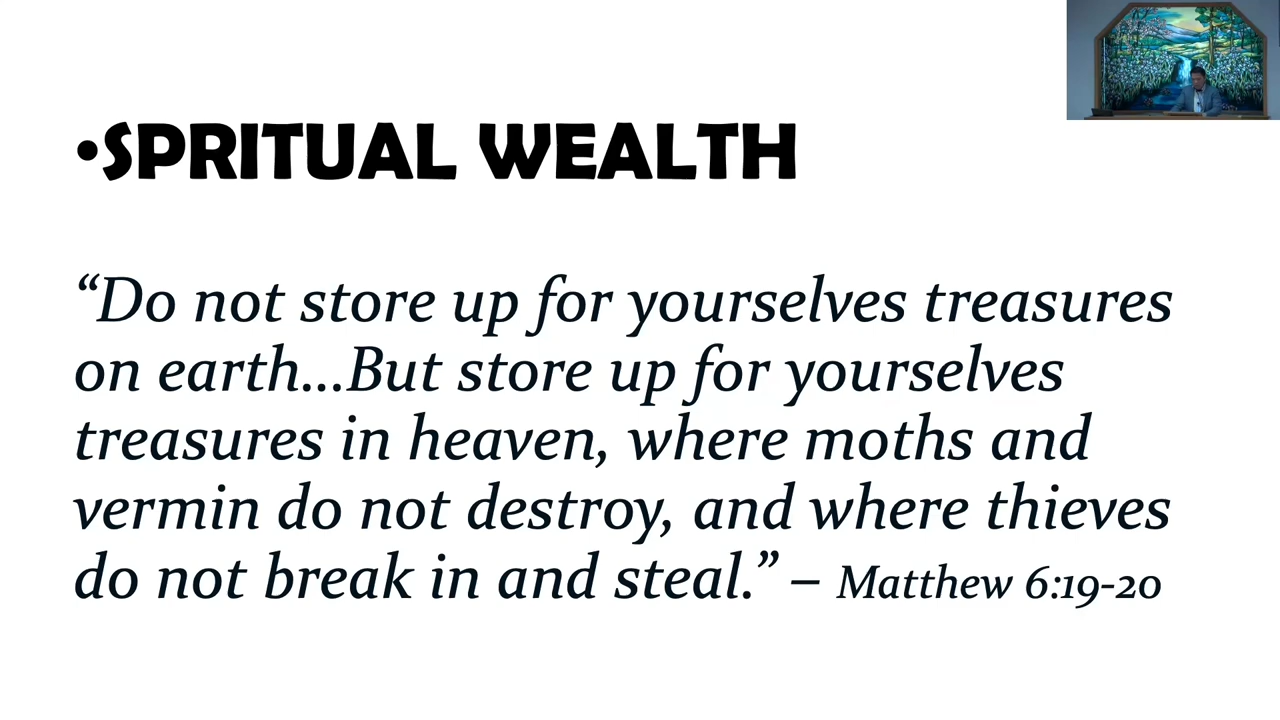 •SPRITUAL WEALTH
“Do not store up for yourselves treasures
on earth...But store up for yourselves
treasures in heaven, where moths and
vermin do not destroy, and where thieves
do not break in and steal.” – Matthew 6:19-20